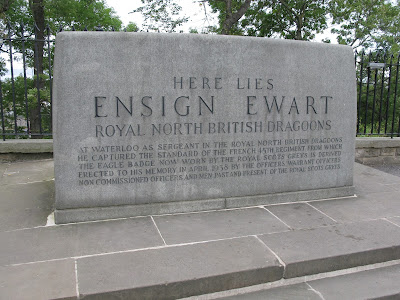 HERE LIES
ENSIGN EWART
ROYAL NORTH BRITISH DRAGOONS
AT WATERLOO AS SERGEANT IN THE ROYAL NORTH BRITISH DRAGOONS
HE CAPTURED THE STANDARD OF THE FRENCH 45TH REGIMENT FROM WHICH
THE EAGLE BADGE NOW WORN BY THE ROYAL SCOTS GREYS IS DERIVED
ERECTED TO HIS MEMORY IN APRIL 1938 BY THE OFFICERS, WARRANT OFFICERS
NON COMMISSIONED OFFICERS AND MEN PAST AND PRESENT OF THE ROYAL SCOTS GREYS